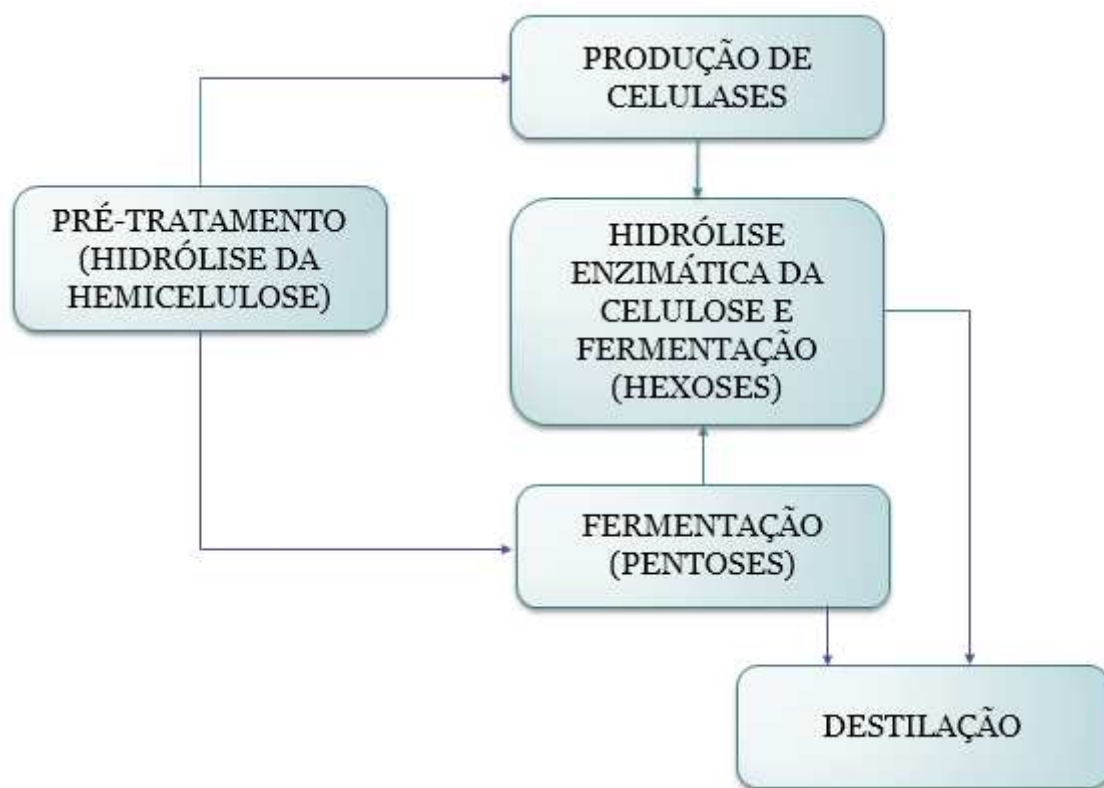 PRODUÇÃO DE
CELULASES
PRÉ-TRATAMENTO
(HIDRÓLISE DA
HEMICELULOSE)
HIDRÓLISE
ENZIMÁTICA DA
CELULOSE E
FERMENTAÇÃO
(HEXOSES)
FERMENTAÇÃO
(PENTOSES)
DESTILAÇÃO